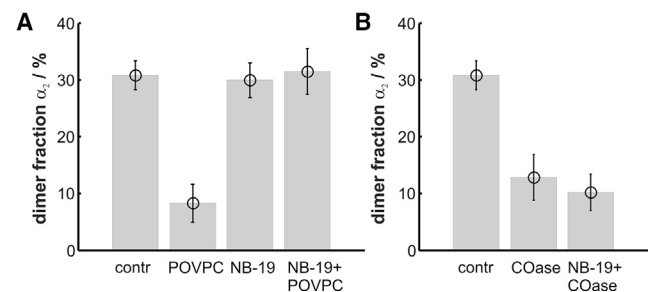 A
dimer fraction α₂ / %
40
30
20
10
0
contr POVPC NB-19 NB-19+
POVPC
B
dimer fraction α₂ / %
40
30
20
10
0
contr COase NB-19+
COase